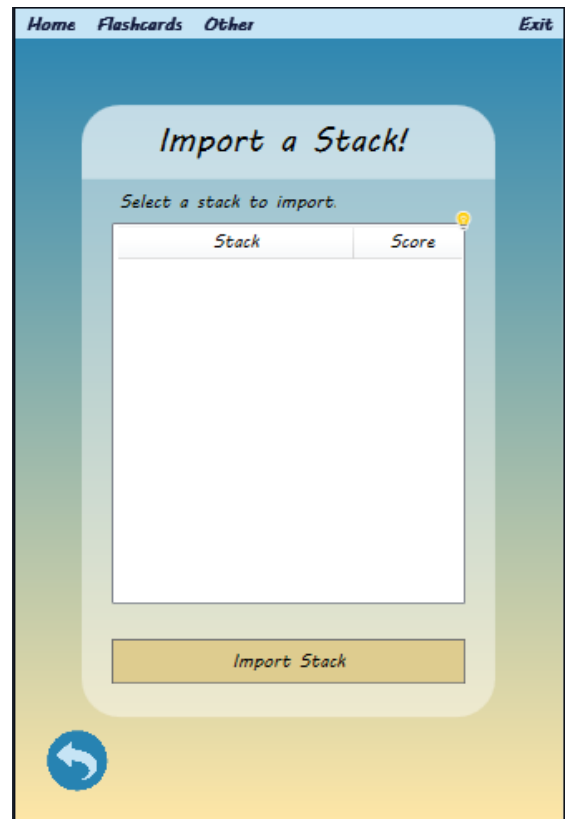 Home Flashcards Other Exit
Import a Stack!
Select a stack to import.
Stack Score
Import Stack